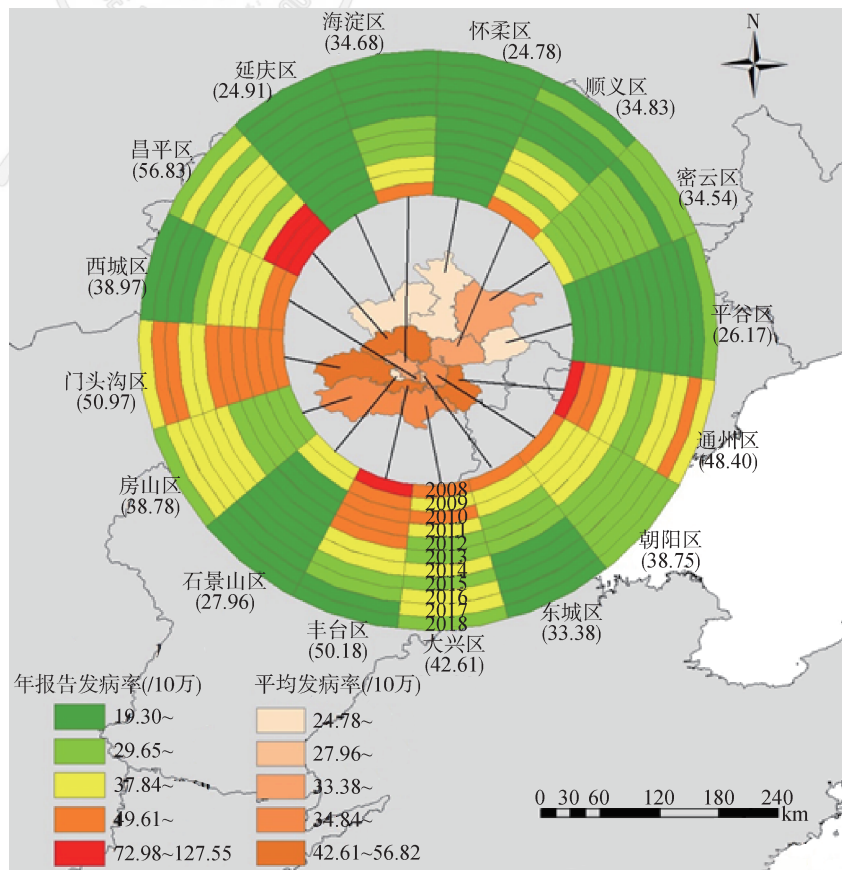 海淀区
(34.68)
怀柔区
(24.78)
N
延庆区
(24.91)
顺义区
(34.83)
昌平区
(56.83)
密云区
(34.54)
西城区
(38.97)
平谷区
(26.17)
门头沟区
(50.97)
通州区
(48.40)
房山区
(38.78)
朝阳区
(38.75)
石景山区
(27.96)
东城区
(33.38)
丰台区
(50.18)
大兴区
(42.61)
2008
2009
2010
2011
2012
2013
2014
2015
2016
2017
2018
年报告发病率(/10万)
19.30~
29.65~
37.84~
49.61~
72.98~127.55
平均发病率(/10万)
24.78~
27.96~
33.38~
34.84~
42.61~56.82
0 30 60 120 180 240
km